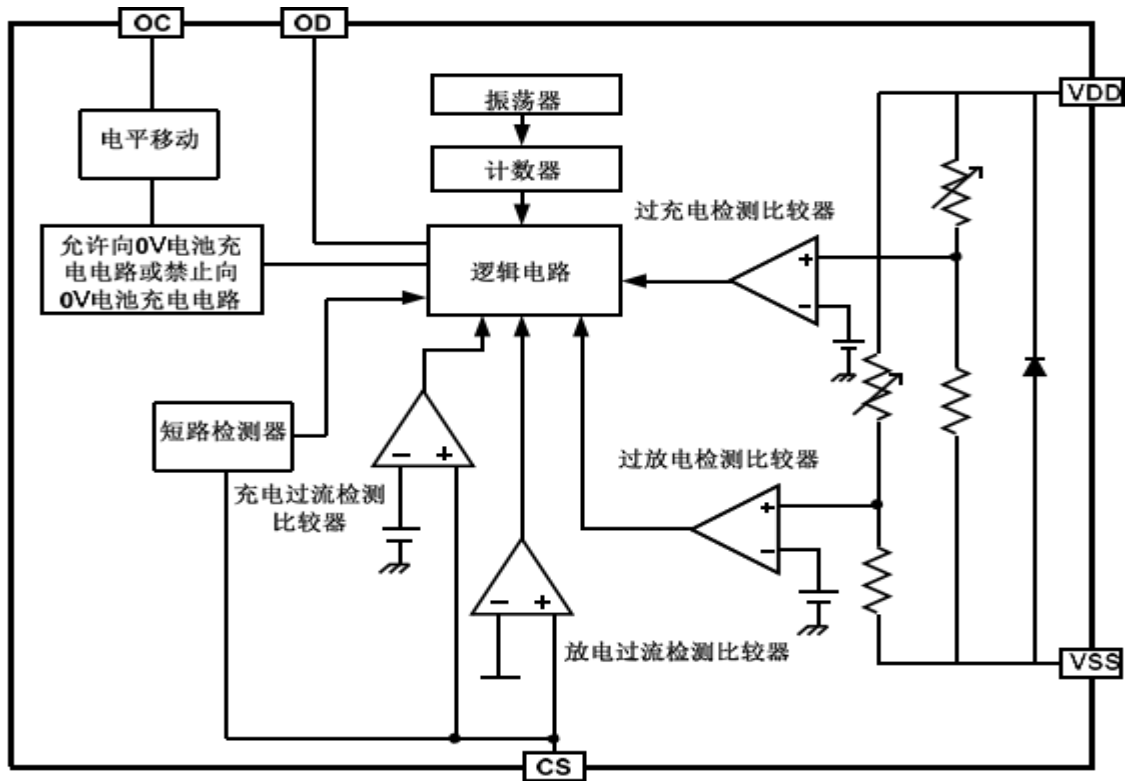 OC
OD
振荡器
VDD
电平移动
计数器
过充电检测比较器
允许向0V电池充
电电路或禁止向
0V电池充电电路
逻辑电路
+
−
短路检测器
− +
过放电检测比较器
充电过流检测
比较器
+
−
− +
放电过流检测比较器
VSS
CS